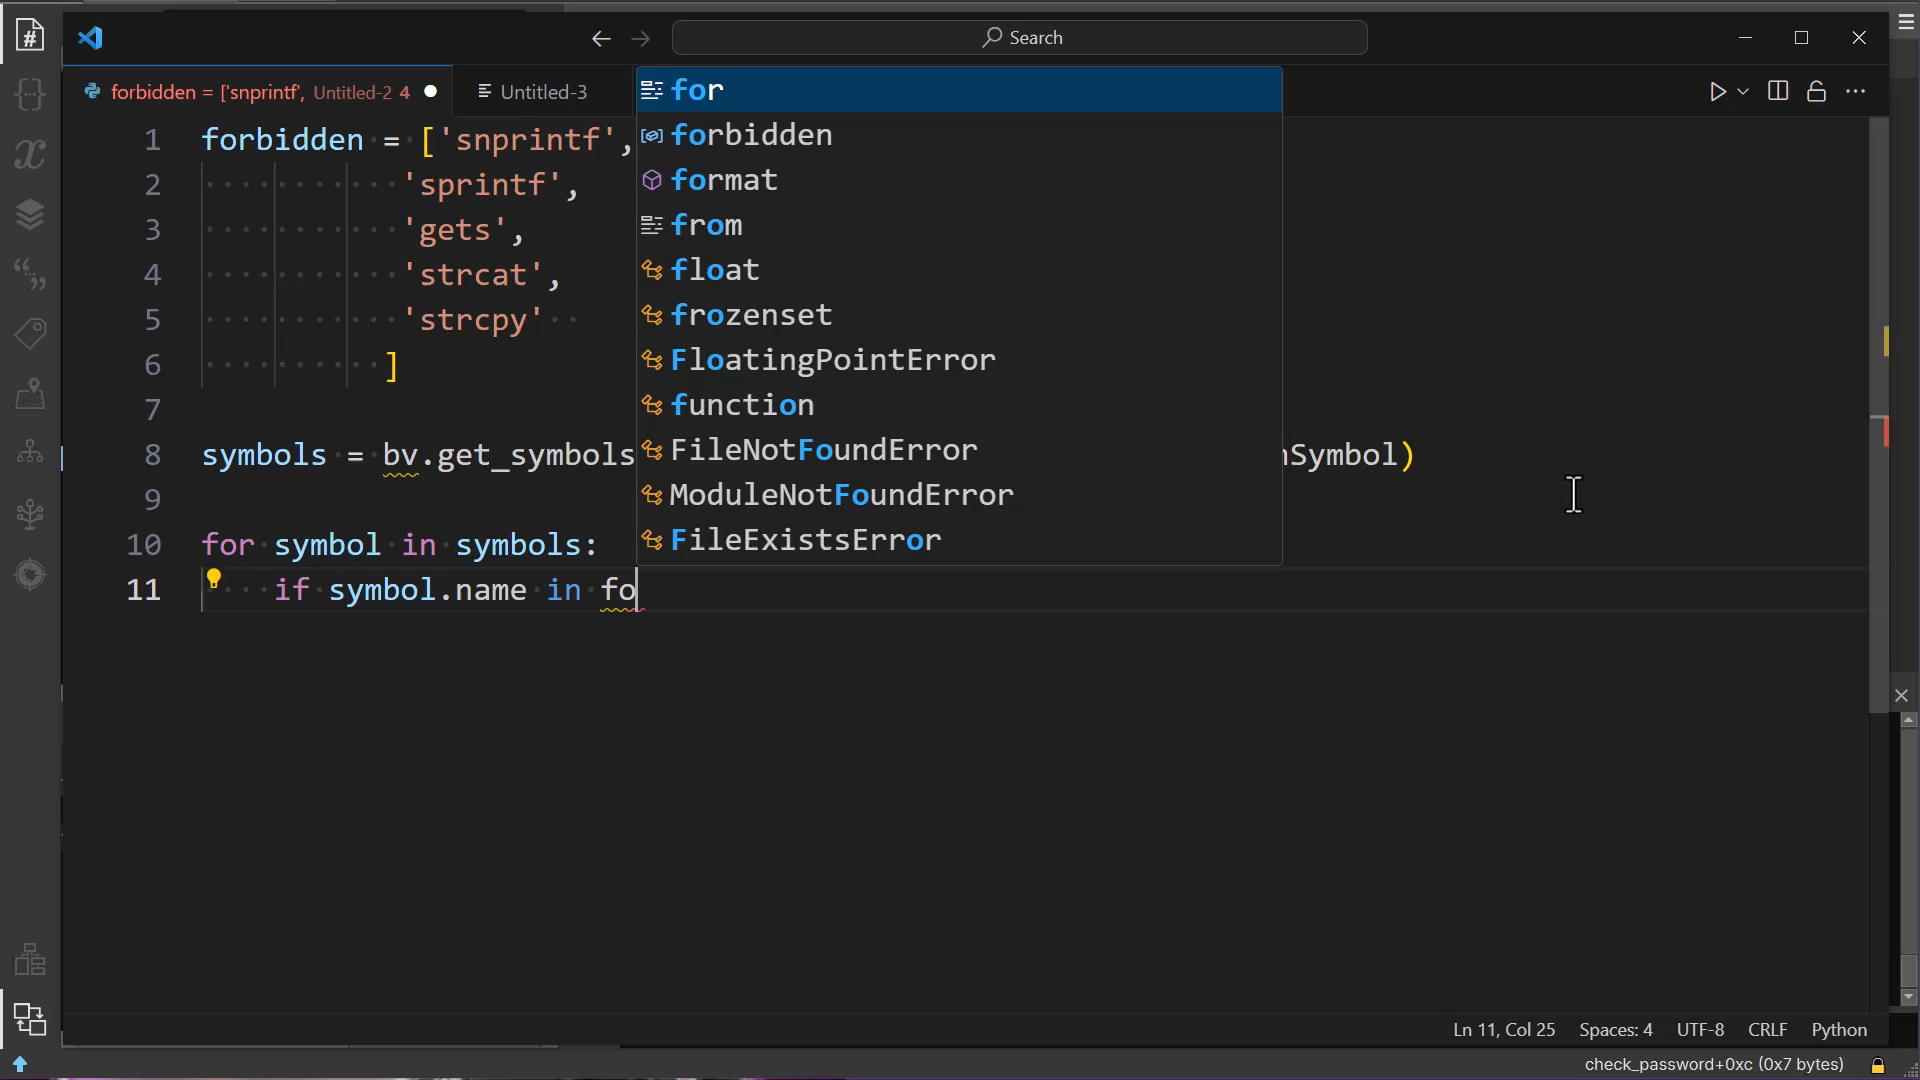 Search
forbidden = ['snprintf', Untitled-2 4
Untitled-3
1 forbidden = ['snprintf',
2 'sprintf',
3 'gets',
4 'strcat',
5 'strcpy'
6 ]
7
8 symbols = bv.get_symbols nSymbol)
9
10 for symbol in symbols:
11 if symbol.name in fo
for
forbidden
format
from
float
frozenset
FloatingPointError
function
FileNotFoundError
ModuleNotFoundError
FileExistsError
Ln 11, Col 25 Spaces: 4 UTF-8 CRLF Python
check_password+0xc (0x7 bytes)